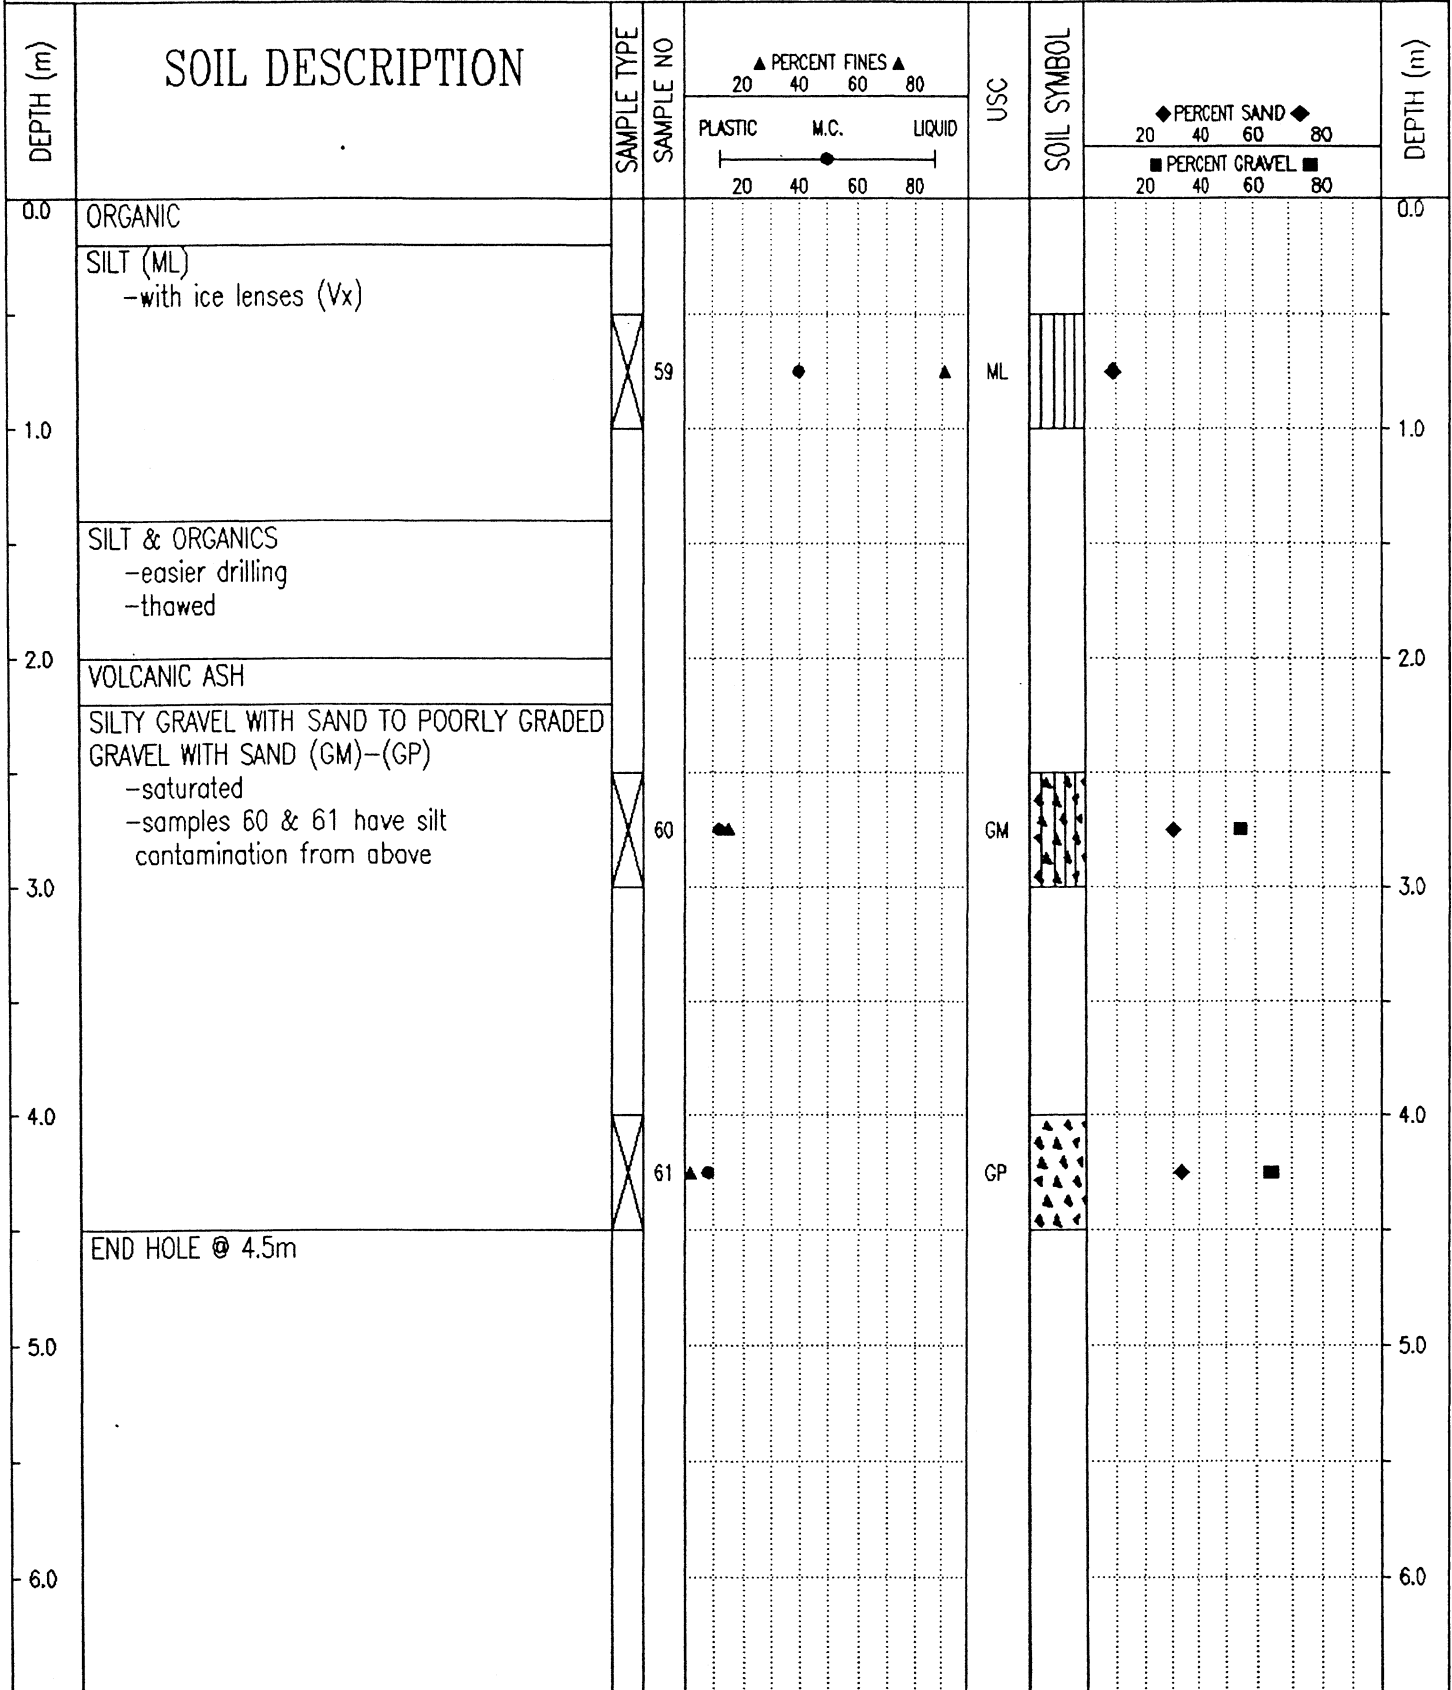 DEPTH (m)
SOIL DESCRIPTION
SAMPLE TYPE
SAMPLE NO
▲ PERCENT FINES ▲
20 40 60 80
PLASTIC M.C. LIQUID
20 40 60 80
USC
SOIL SYMBOL
◆ PERCENT SAND ◆
20 40 60 80
■ PERCENT GRAVEL ■
20 40 60 80
DEPTH (m)
0.0 ORGANIC 0.0
SILT (ML)
-with ice lenses (Vx)
59 ML
1.0 1.0
SILT & ORGANICS
-easier drilling
-thawed
2.0 2.0
VOLCANIC ASH
SILTY GRAVEL WITH SAND TO POORLY GRADED
GRAVEL WITH SAND (GM)-(GP)
-saturated
-samples 60 & 61 have silt
contamination from above
60 GM
3.0 3.0
4.0 4.0
61 GP
END HOLE @ 4.5m
5.0 5.0
6.0 6.0